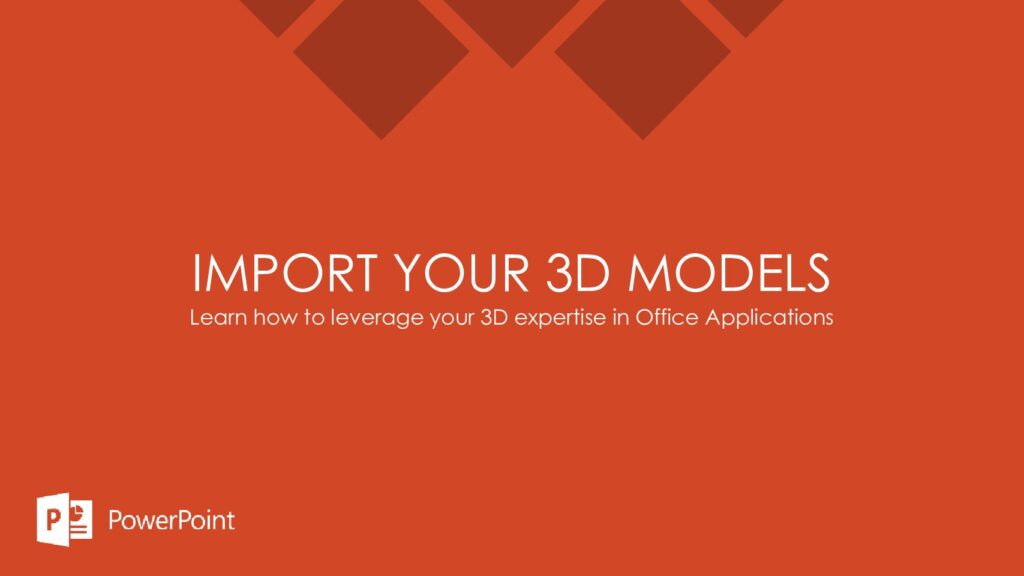 IMPORT YOUR 3D MODELS
Learn how to leverage your 3D expertise in Office Applications
P PowerPoint